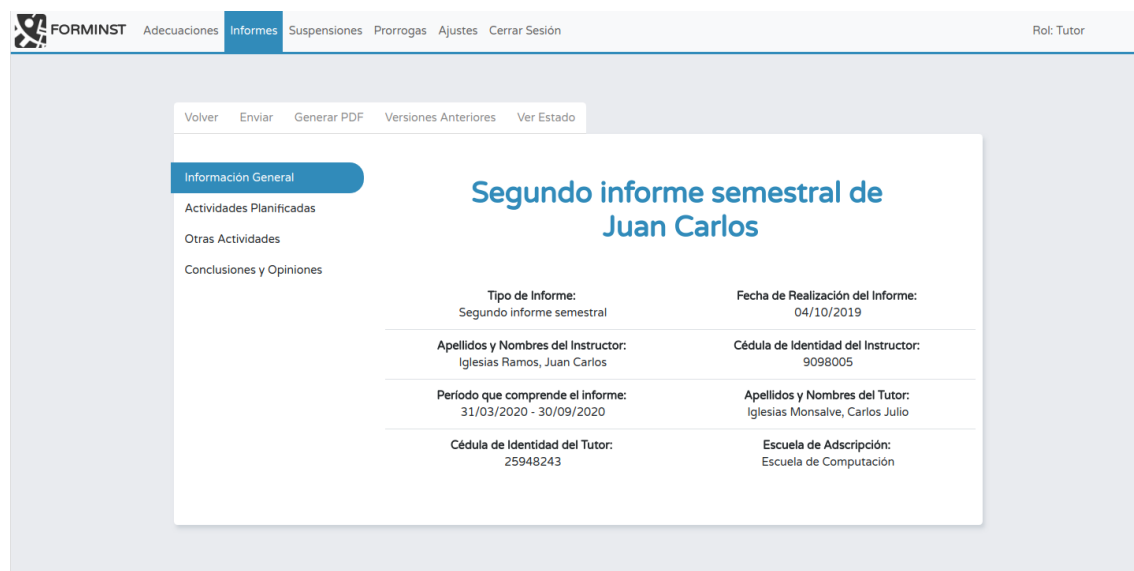 FORMINST Adecuaciones Informes Suspensiones Prorrogas Ajustes Cerrar Sesión Rol: Tutor
Volver Enviar Generar PDF Versiones Anteriores Ver Estado
Información General
Actividades Planificadas
Otras Actividades
Conclusiones y Opiniones
Segundo informe semestral de
Juan Carlos
Tipo de Informe:
Segundo informe semestral
Fecha de Realización del Informe:
04/10/2019
Apellidos y Nombres del Instructor:
Iglesias Ramos, Juan Carlos
Cédula de Identidad del Instructor:
9098005
Período que comprende el informe:
31/03/2020 - 30/09/2020
Apellidos y Nombres del Tutor:
Iglesias Monsalve, Carlos Julio
Cédula de Identidad del Tutor:
25948243
Escuela de Adscripción:
Escuela de Computación